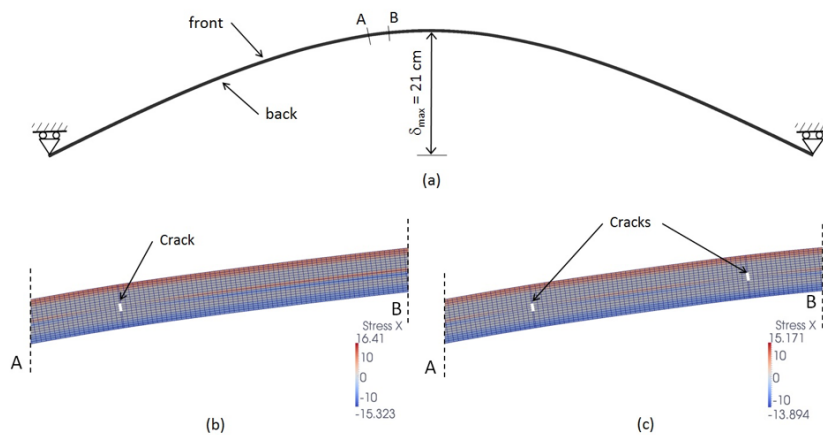 A B
front
back
δmax = 21 cm
(a)
Crack
A
B
Stress X
16.41
10
0
-10
-15.323
(b)
Cracks
A
B
Stress X
15.171
10
0
-10
-13.894
(c)